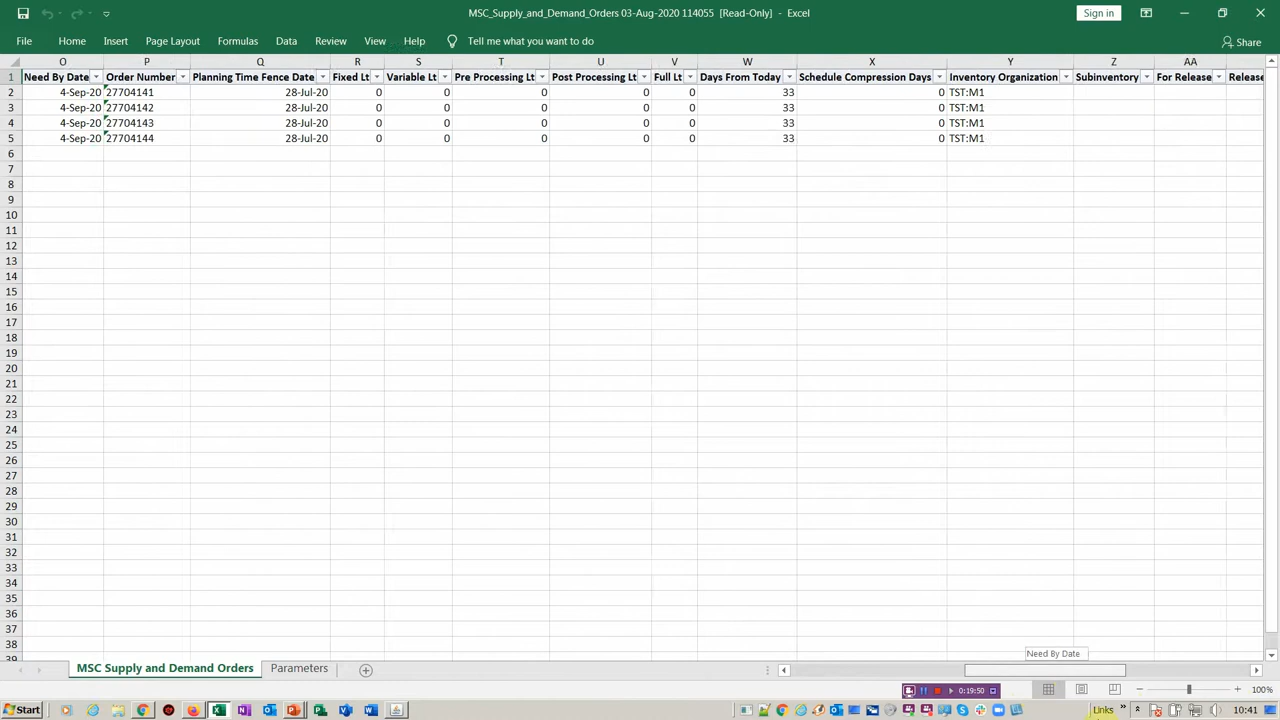 MSC_Supply_and_Demand_Orders 03-Aug-2020 114055 [Read-Only] - Excel
Sign in
File Home Insert Page Layout Formulas Data Review View Help Tell me what you want to do
Share
O P Q R S T U V W X Y Z AA
1 Need By Date Order Number Planning Time Fence Date Fixed Lt Variable Lt Pre Processing Lt Post Processing Lt Full Lt Days From Today Schedule Compression Days Inventory Organization Subinventory For Release Release
2 4-Sep-20 27704141 28-Jul-20 0 0 0 0 0 33 0 TST:M1
3 4-Sep-20 27704142 28-Jul-20 0 0 0 0 0 33 0 TST:M1
4 4-Sep-20 27704143 28-Jul-20 0 0 0 0 0 33 0 TST:M1
5 4-Sep-20 27704144 28-Jul-20 0 0 0 0 0 33 0 TST:M1
6
7
8
9
10
11
12
13
14
15
16
17
18
19
20
21
22
23
24
25
26
27
28
29
30
31
32
33
34
35
36
37
38
39
Need By Date
MSC Supply and Demand Orders Parameters
0:19:50
100%
Start
Links
10:41